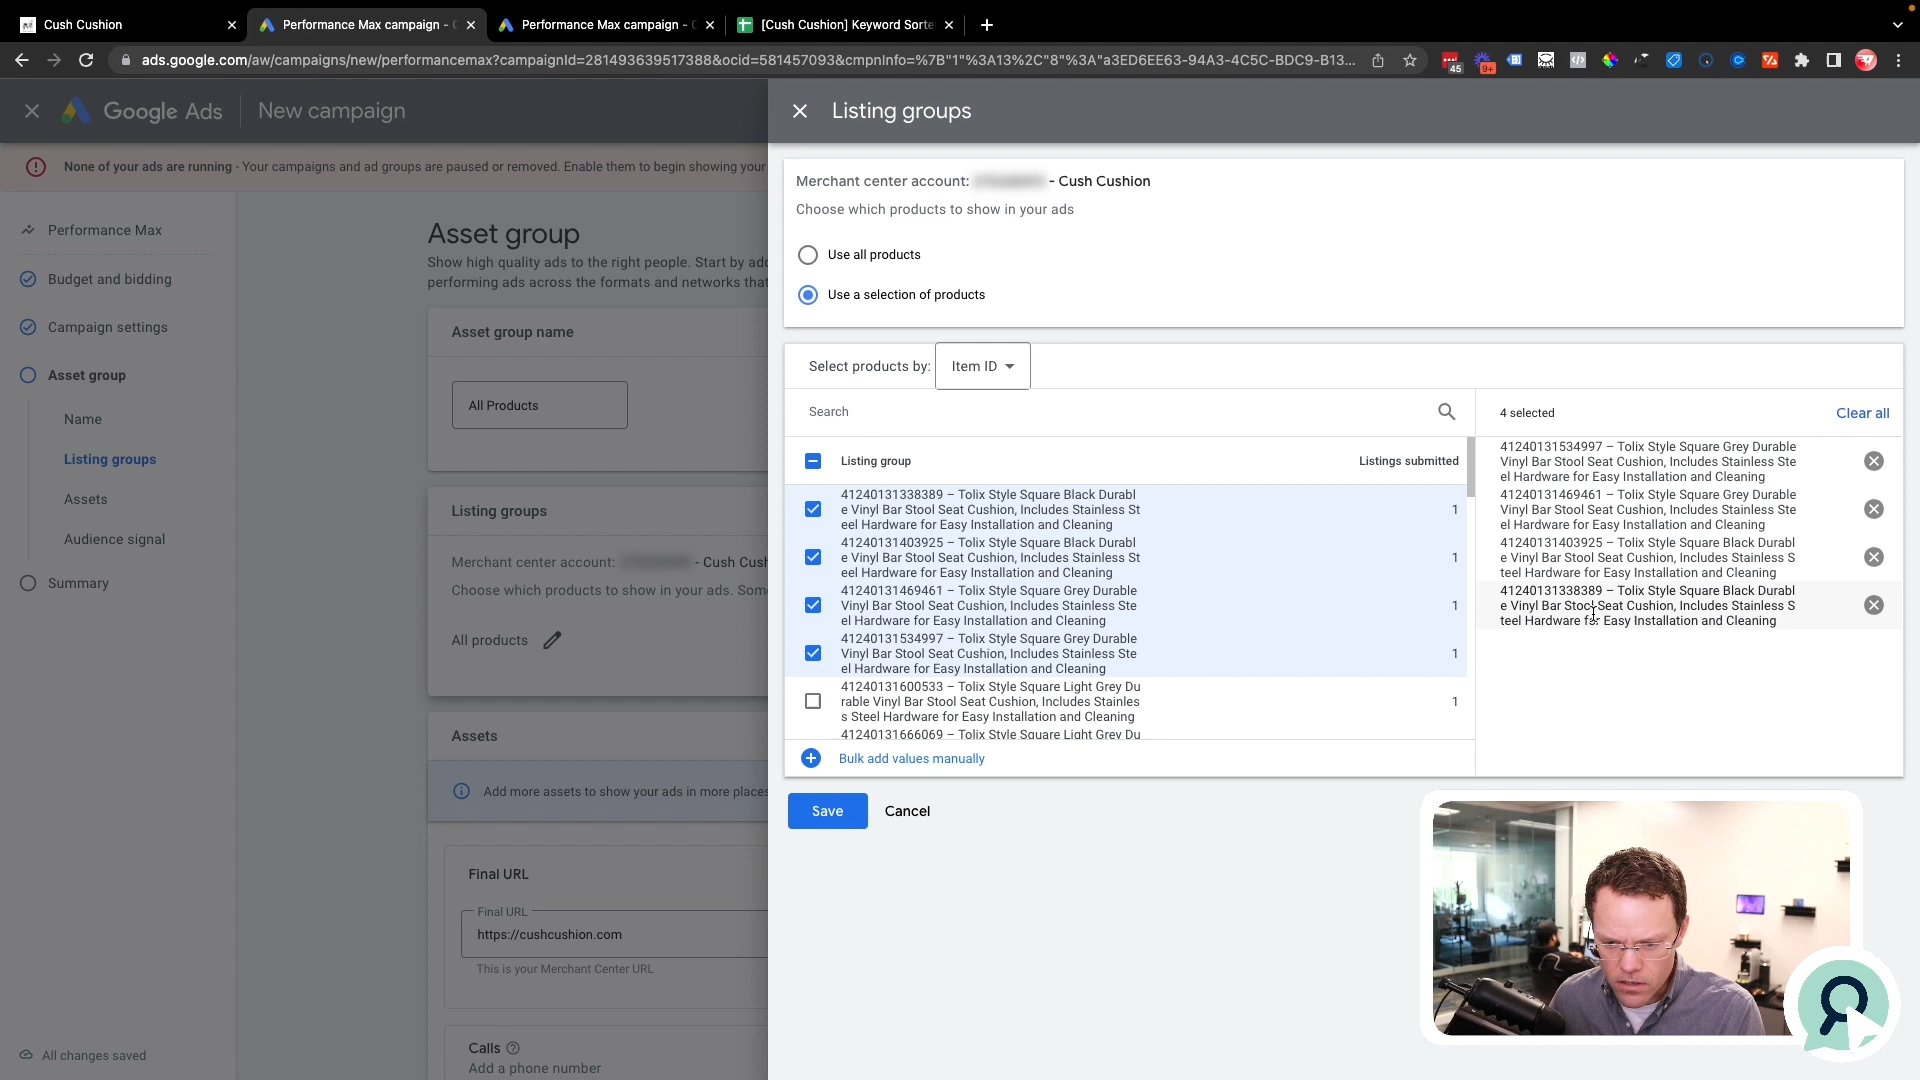 Cush Cushion
Performance Max campaign -
Performance Max campaign -
[Cush Cushion] Keyword Sorte
ads.google.com/aw/campaigns/new/performancemax?campaignId=281493639517388&ocid=581457093&cmpnInfo=%7B"1"%3A13%2C"8"%3A"a3ED6EE63-94A3-4C5C-BDC9-B13...
45
9+
Google Ads
New campaign
Listing groups
None of your ads are running - Your campaigns and ad groups are paused or removed. Enable them to begin showing your
Performance Max
Budget and bidding
Campaign settings
Asset group
Name
Listing groups
Assets
Audience signal
Summary
All changes saved
Asset group
Show high quality ads to the right people. Start by
performing ads across the formats and networks that
Asset group name
All Products
Listing groups
Merchant center account:
- Cush
Choose which products to show in your ads.
All products
Assets
Add more assets to show your ads in more places
Final URL
Final URL
https://cushcushion.com
This is your Merchant Center URL
Calls
Add a phone number
Merchant center account:
- Cush Cushion
Choose which products to show in your ads
Use all products
Use a selection of products
Select products by:
Item ID
Search
Listing group
Listings submitted
41240131338389 – Tolix Style Square Black Durabl
e Vinyl Bar Stool Seat Cushion, Includes Stainless St
eel Hardware for Easy Installation and Cleaning
1
41240131403925 – Tolix Style Square Black Durabl
e Vinyl Bar Stool Seat Cushion, Includes Stainless St
eel Hardware for Easy Installation and Cleaning
1
41240131469461 – Tolix Style Square Grey Durable
Vinyl Bar Stool Seat Cushion, Includes Stainless Ste
el Hardware for Easy Installation and Cleaning
1
41240131534997 – Tolix Style Square Grey Durable
Vinyl Bar Stool Seat Cushion, Includes Stainless Ste
el Hardware for Easy Installation and Cleaning
1
41240131600533 – Tolix Style Square Light Grey Du
rable Vinyl Bar Stool Seat Cushion, Includes Stainles
s Steel Hardware for Easy Installation and Cleaning
1
41240131666069 – Tolix Style Square Light Grey Du
Bulk add values manually
4 selected
Clear all
41240131534997 – Tolix Style Square Grey Durable
Vinyl Bar Stool Seat Cushion, Includes Stainless Ste
el Hardware for Easy Installation and Cleaning
41240131469461 – Tolix Style Square Grey Durable
Vinyl Bar Stool Seat Cushion, Includes Stainless Ste
el Hardware for Easy Installation and Cleaning
41240131403925 – Tolix Style Square Black Durabl
e Vinyl Bar Stool Seat Cushion, Includes Stainless S
teel Hardware for Easy Installation and Cleaning
41240131338389 – Tolix Style Square Black Durabl
e Vinyl Bar Stool Seat Cushion, Includes Stainless S
teel Hardware for Easy Installation and Cleaning
Save
Cancel